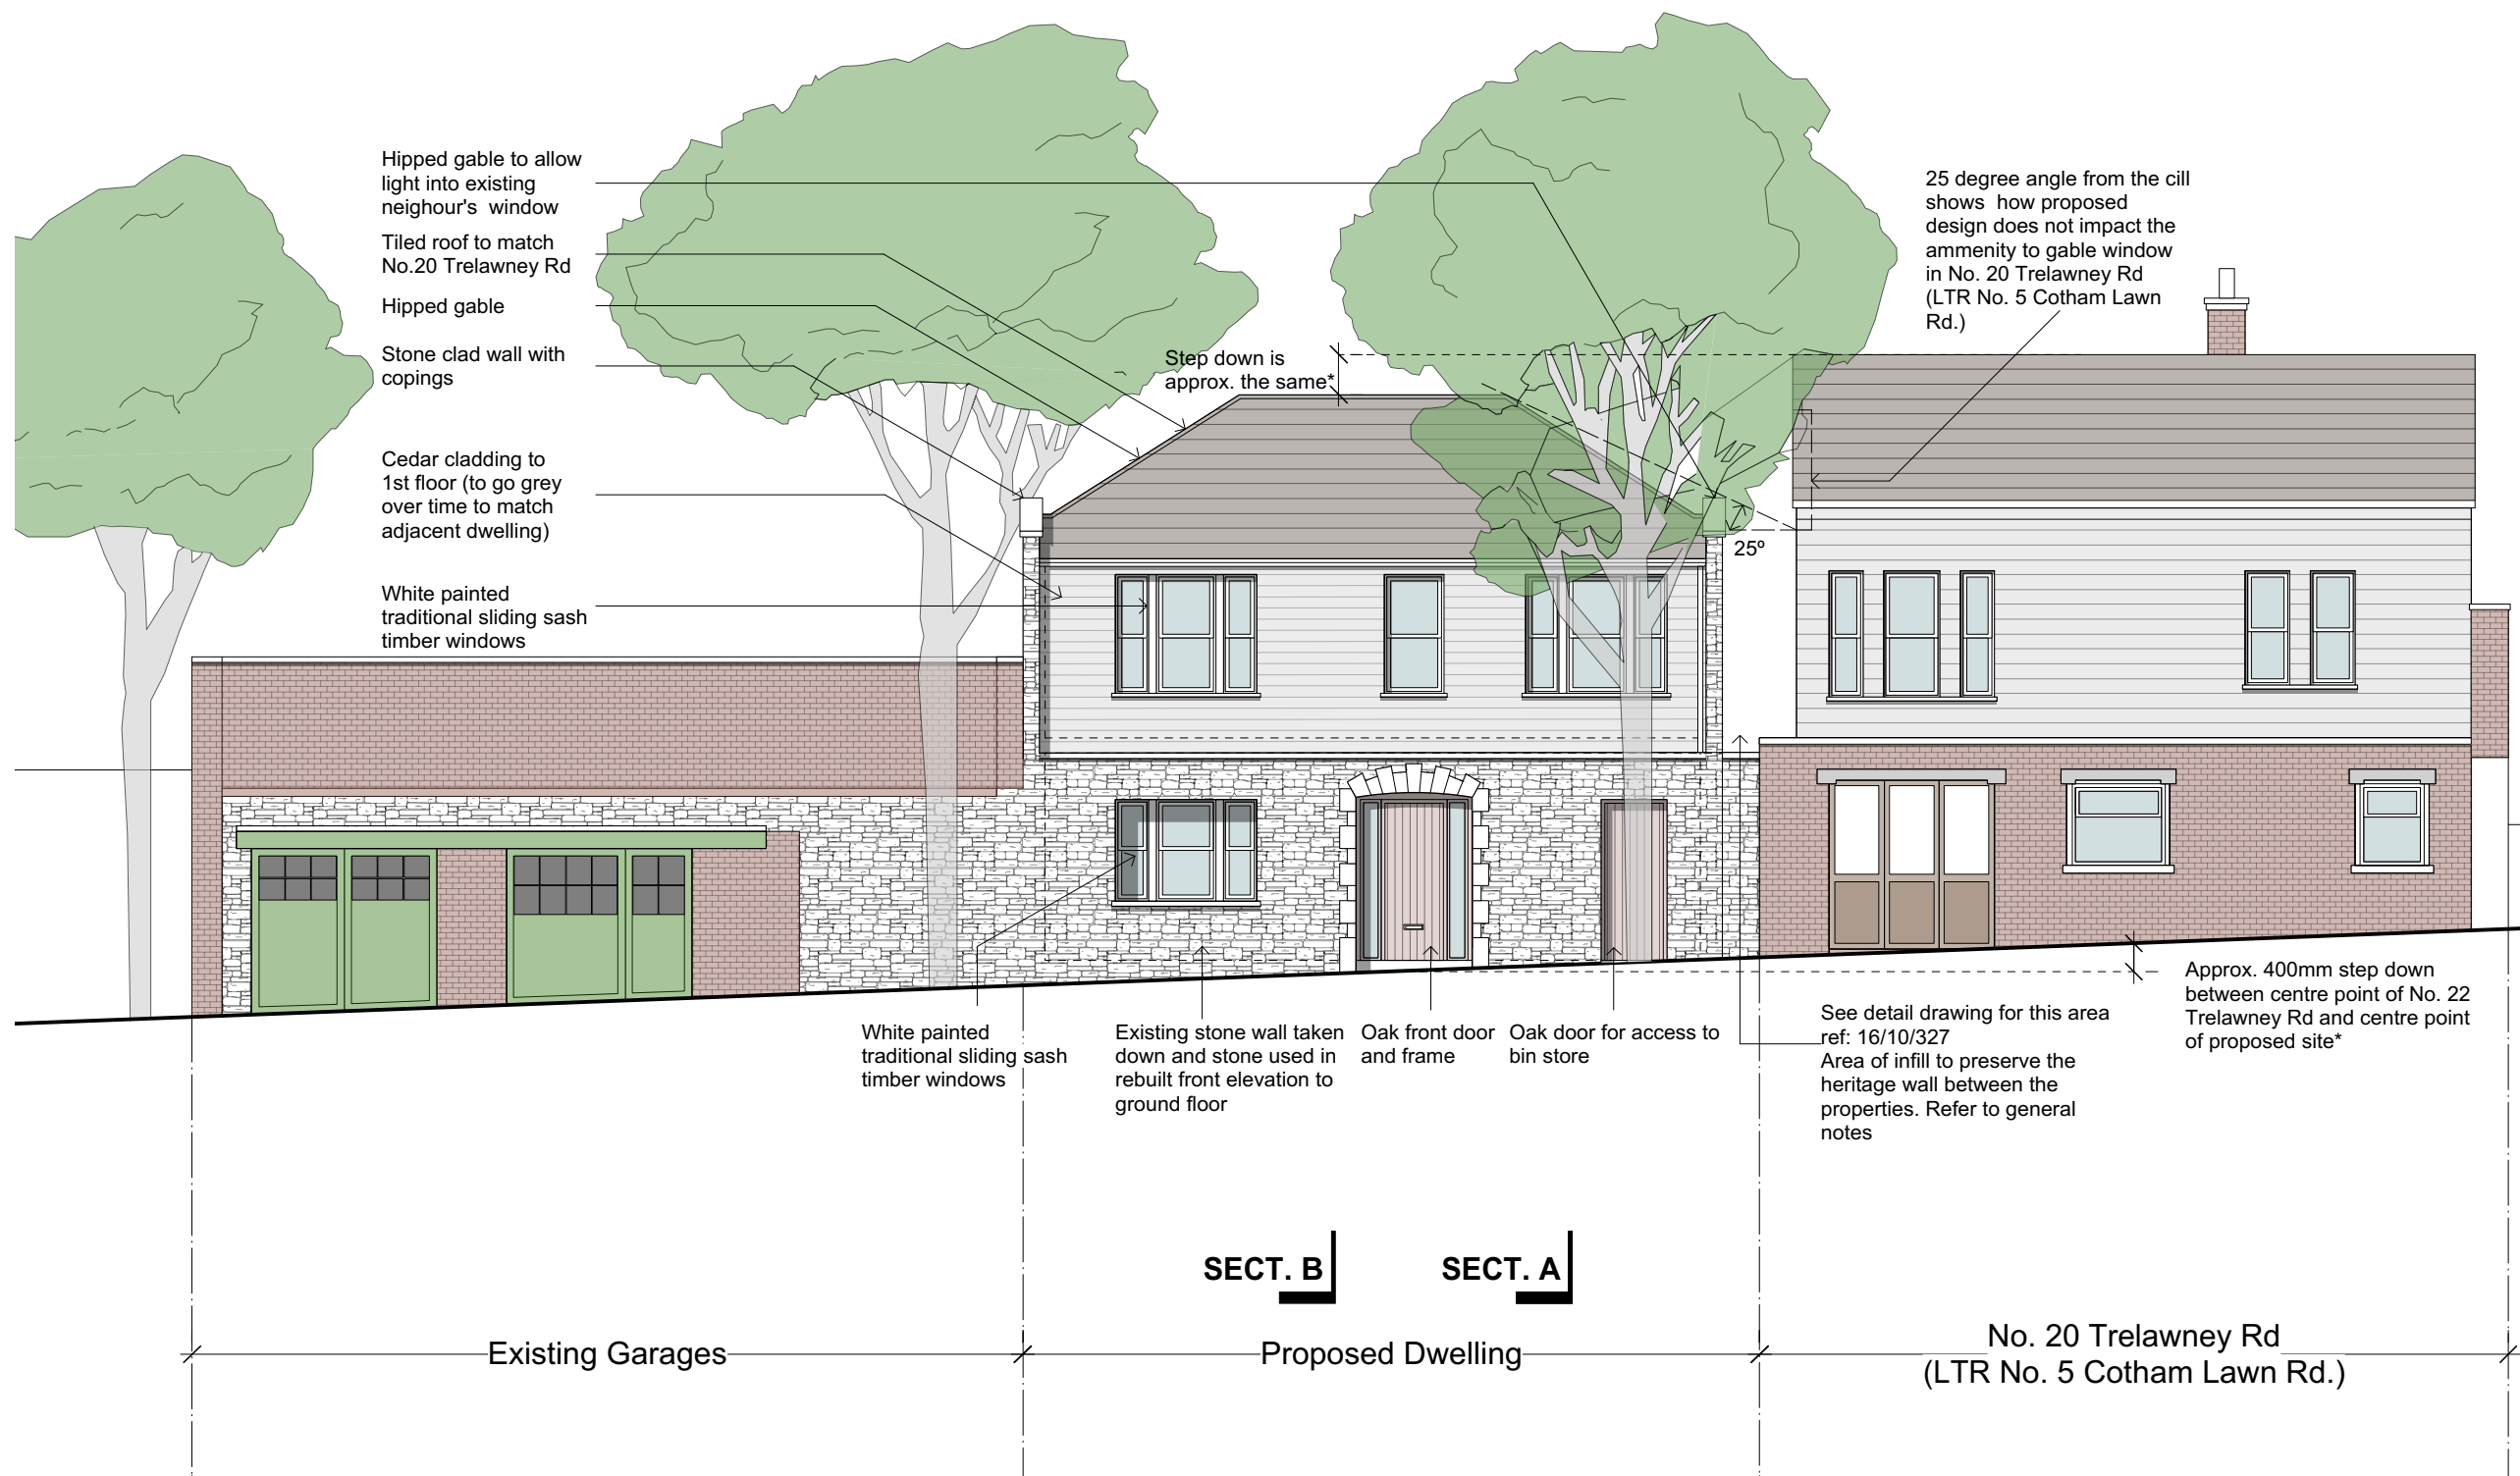 Hipped gable to allow
light into existing
neighour's window
Tiled roof to match
No.20 Trelawney Rd
Hipped gable
Stone clad wall with
copings
Cedar cladding to
1st floor (to go grey
over time to match
adjacent dwelling)
White painted
traditional sliding sash
timber windows
Step down is
approx. the same*
25 degree angle from the cill
shows how proposed
design does not impact the
ammenity to gable window
in No. 20 Trelawney Rd
(LTR No. 5 Cotham Lawn
Rd.)
25º
White painted
traditional sliding sash
timber windows
Existing stone wall taken
down and stone used in
rebuilt front elevation to
ground floor
Oak front door
and frame
Oak door for access to
bin store
See detail drawing for this area
ref: 16/10/327
Area of infill to preserve the
heritage wall between the
properties. Refer to general
notes
Approx. 400mm step down
between centre point of No. 22
Trelawney Rd and centre point
of proposed site*
SECT. B
SECT. A
Existing Garages
Proposed Dwelling
No. 20 Trelawney Rd
(LTR No. 5 Cotham Lawn Rd.)